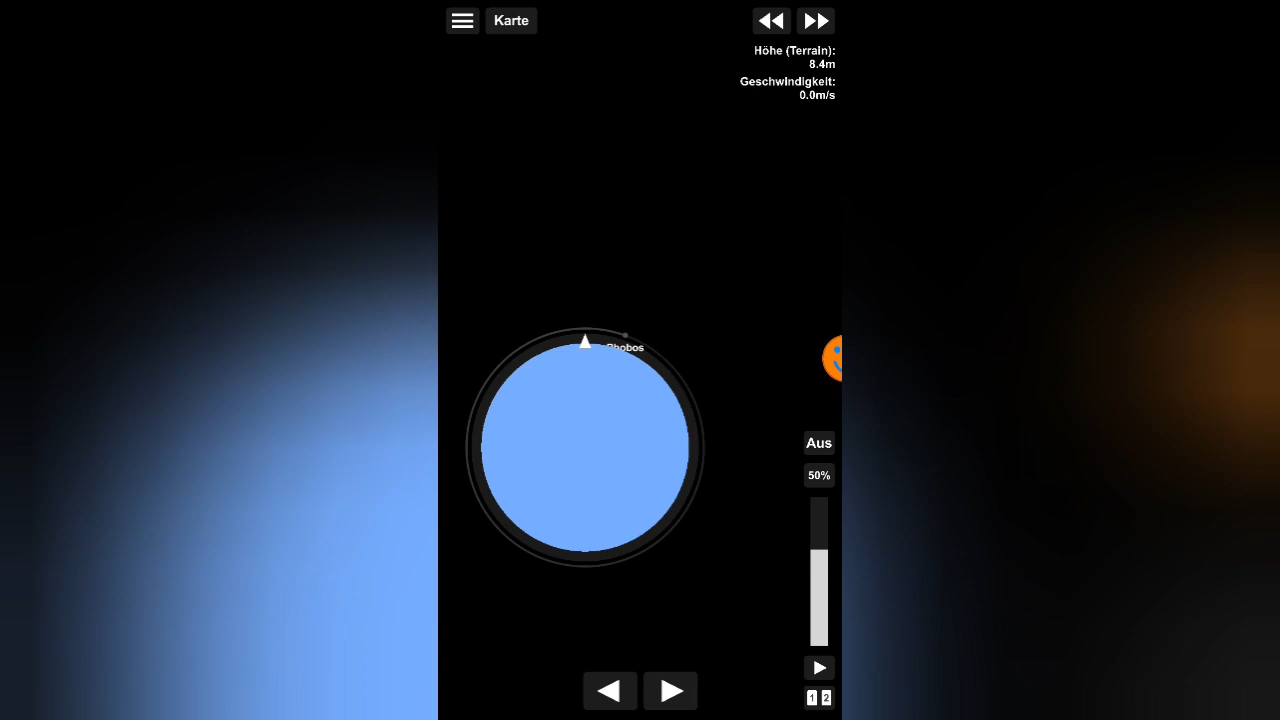 Karte
Höhe (Terrain):
8.4m
Geschwindigkeit:
0.0m/s
Phobos
Aus
50%
1 2